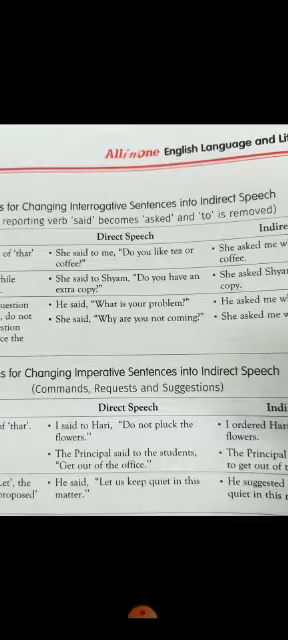 All in one English Language and Lit
s for Changing Interrogative Sentences into Indirect Speech
reporting verb 'said' becomes 'asked' and 'to' is removed)
Direct Speech Indire
of 'that' • She said to me, "Do you like tea or • She asked me w
coffee!" coffee.
hile • She said to Shyam, "Do you have an • She asked Shya
extra copy!" copy.
uestion • He said, "What is your problem?" • He asked me w
, do not • She said, "Why are you not coming?" • She asked me w
stion
ce the
s for Changing Imperative Sentences into Indirect Speech
(Commands, Requests and Suggestions)
Direct Speech Indi
of 'that'. • I said to Hari, "Do not pluck the • I ordered Hari
flowers." flowers.
• The Principal said to the students, • The Principal
"Get out of the office." to get out of t
Let', the • He said, "Let us keep quiet in this • He suggested
proposed' matter." quiet in this